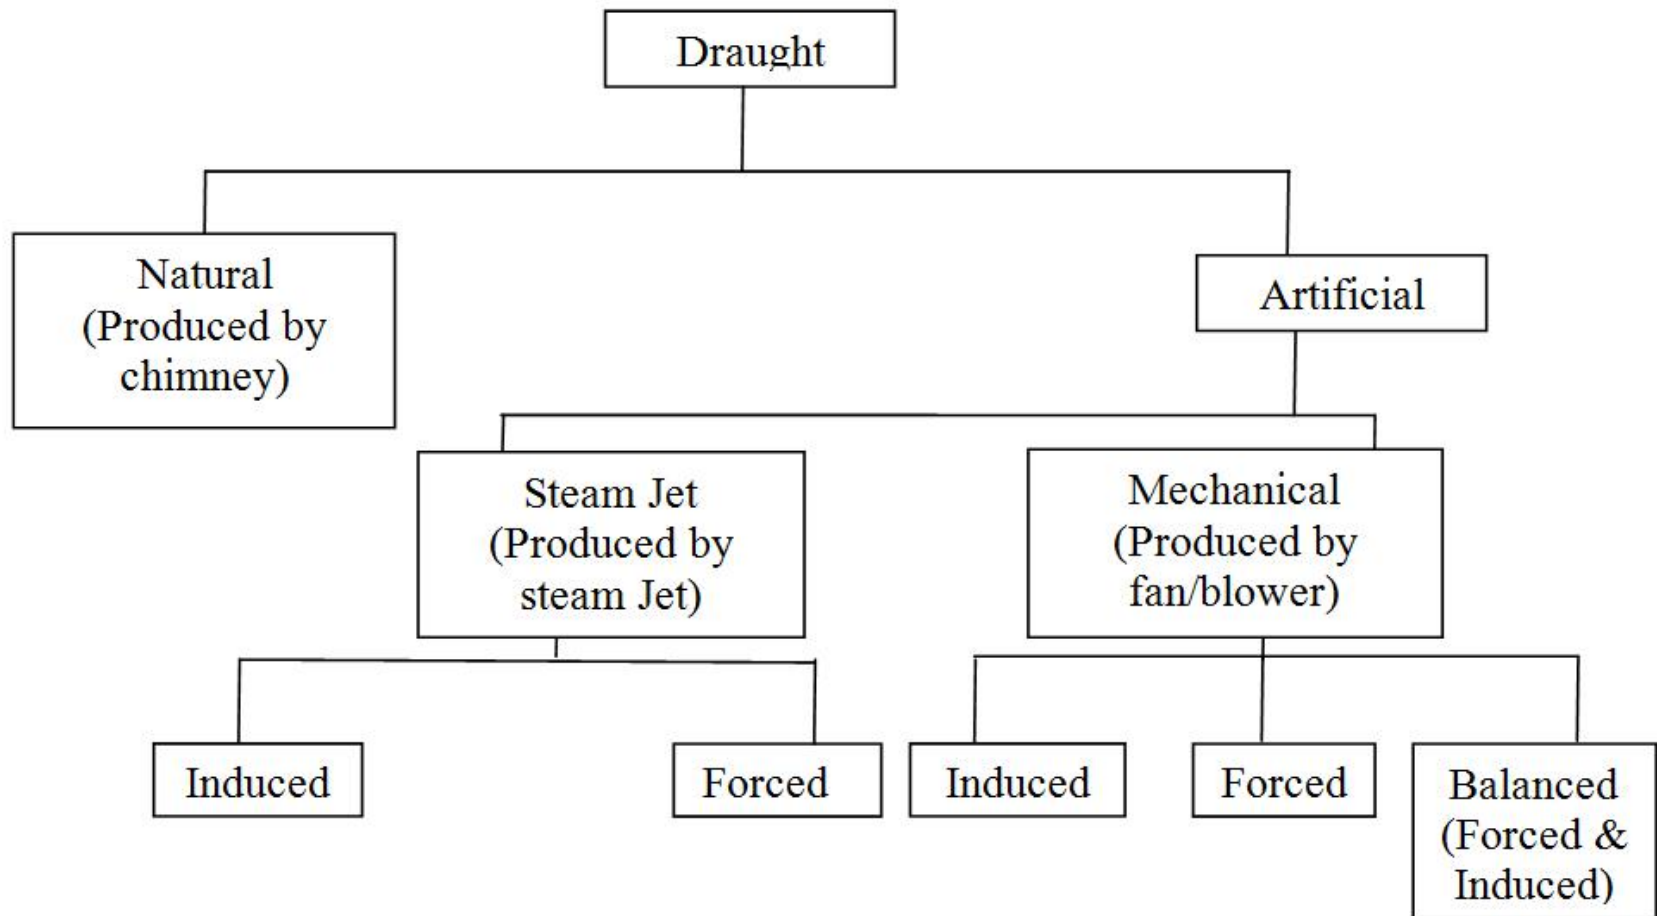 Draught
Natural
(Produced by
chimney)
Artificial
Steam Jet
(Produced by
steam Jet)
Mechanical
(Produced by
fan/blower)
Induced
Forced
Induced
Forced
Balanced
(Forced &
Induced)